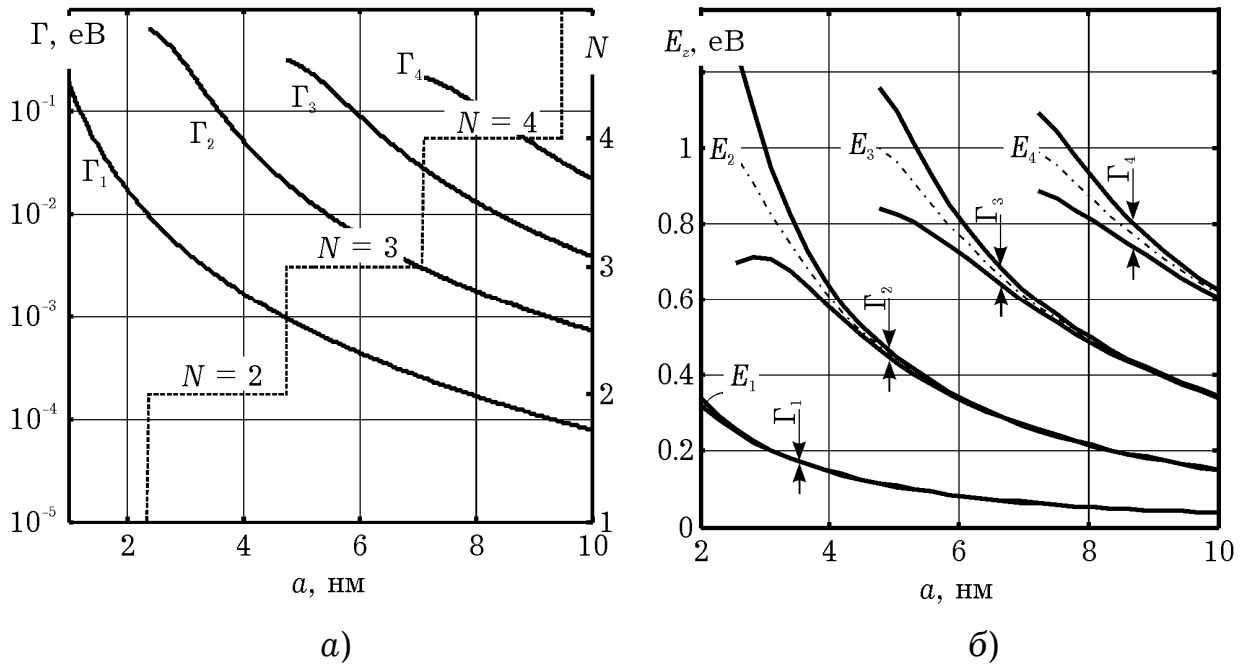 Γ, еВ
N
Γ₁
Γ₂
Γ₃
Γ₄
N = 2
N = 3
N = 4
10⁻¹
10⁻²
10⁻³
10⁻⁴
10⁻⁵
4
3
2
1
2 4 6 8 10
a, нм
а)
E_z, еВ
E₁
E₂
E₃
E₄
Γ₁
Γ₂
Γ₃
Γ₄
1
0.8
0.6
0.4
0.2
0
2 4 6 8 10
a, нм
б)